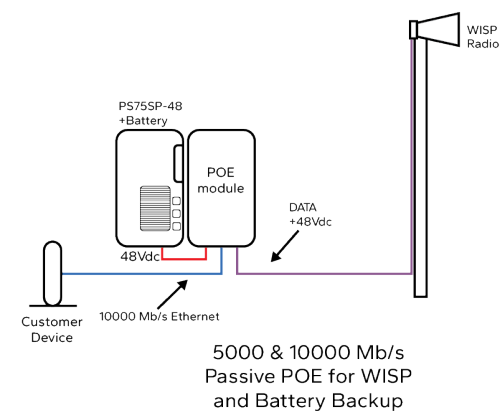 WISP
Radio
PS75SP-48
+Battery
POE
module
DATA
+48Vdc
48Vdc
10000 Mb/s Ethernet
Customer
Device
5000 & 10000 Mb/s
Passive POE for WISP
and Battery Backup